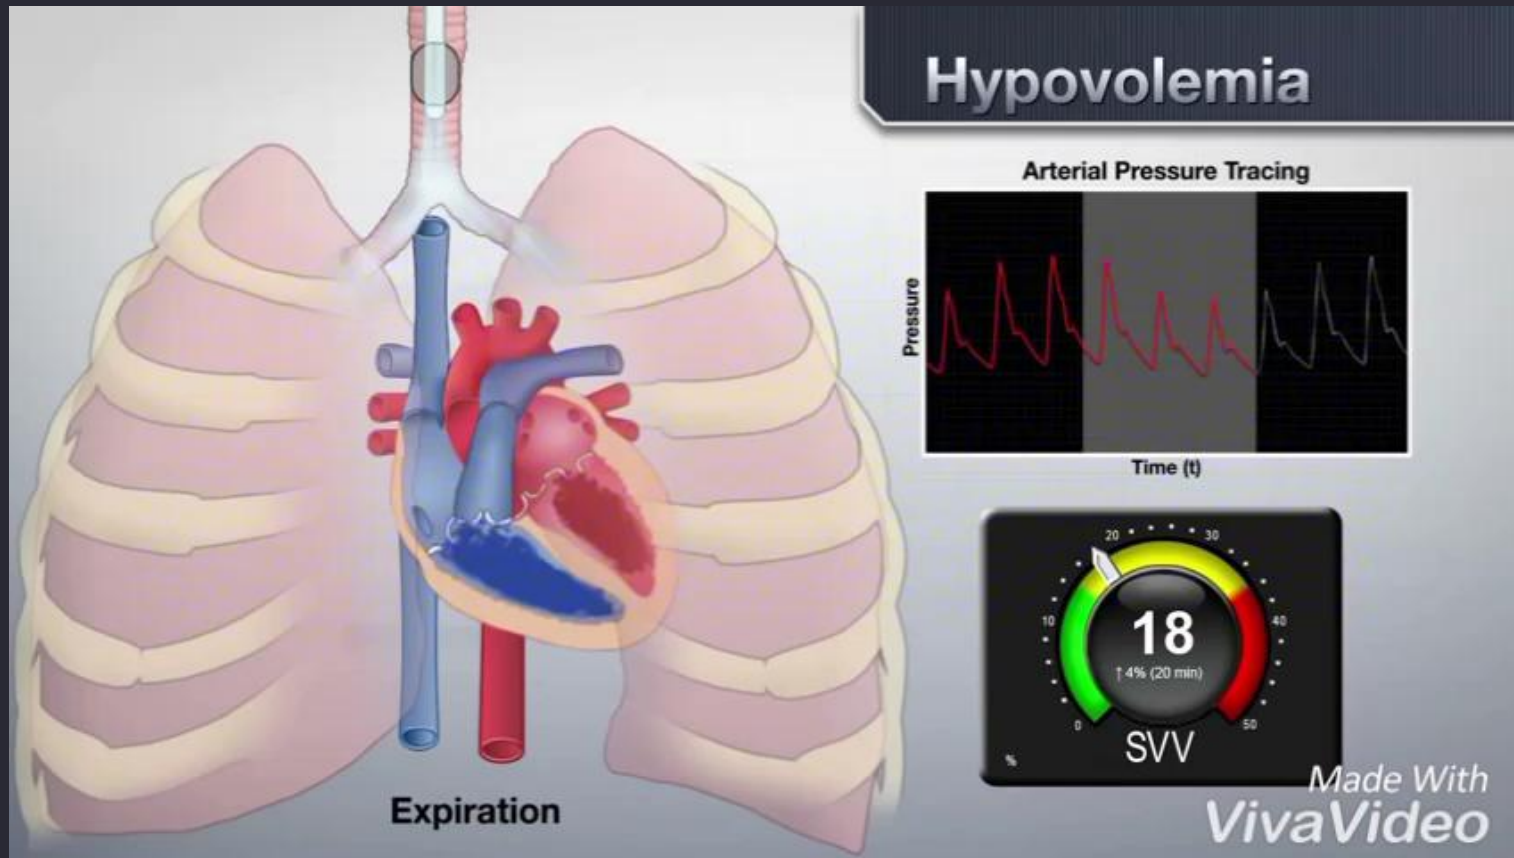 Hypovolemia
Arterial Pressure Tracing
Pressure
Time (t)
20
30
10
40
18
↑4% (20 min)
0
50
SVV
%
Expiration
Made With
VivaVideo